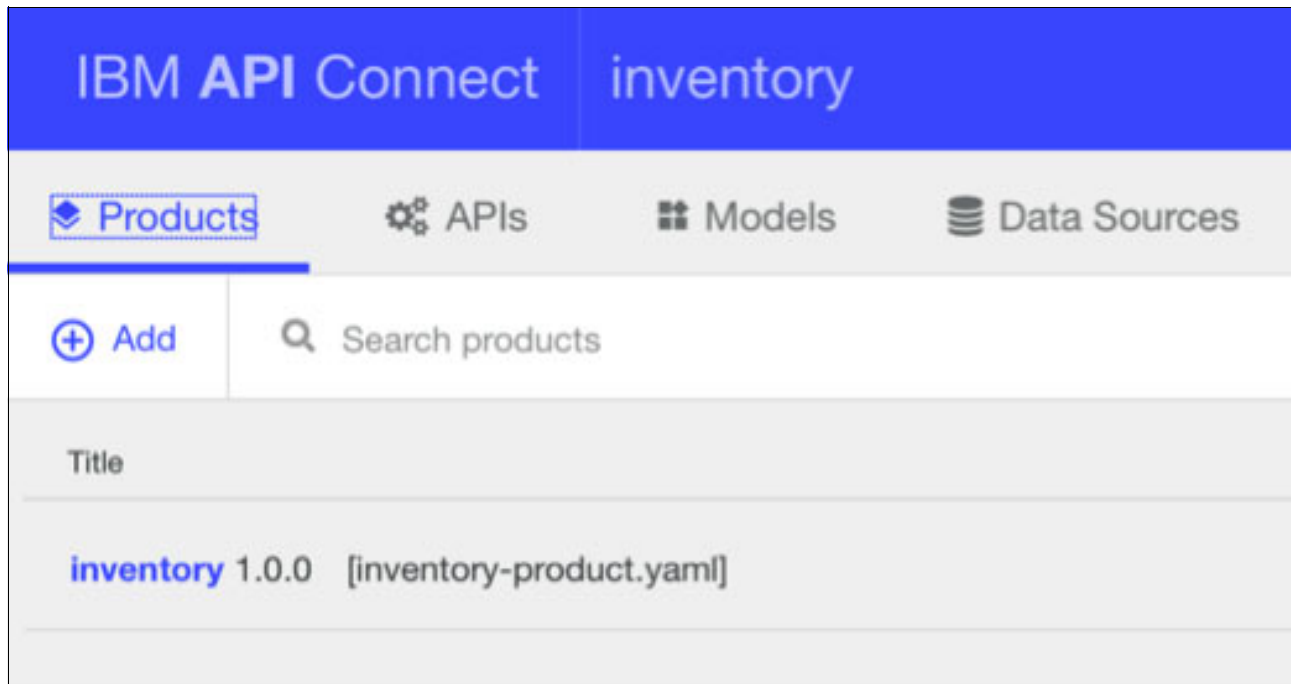 IBM API Connect inventory
Products APIs Models Data Sources
Add Search products
Title
inventory 1.0.0 [inventory-product.yaml]